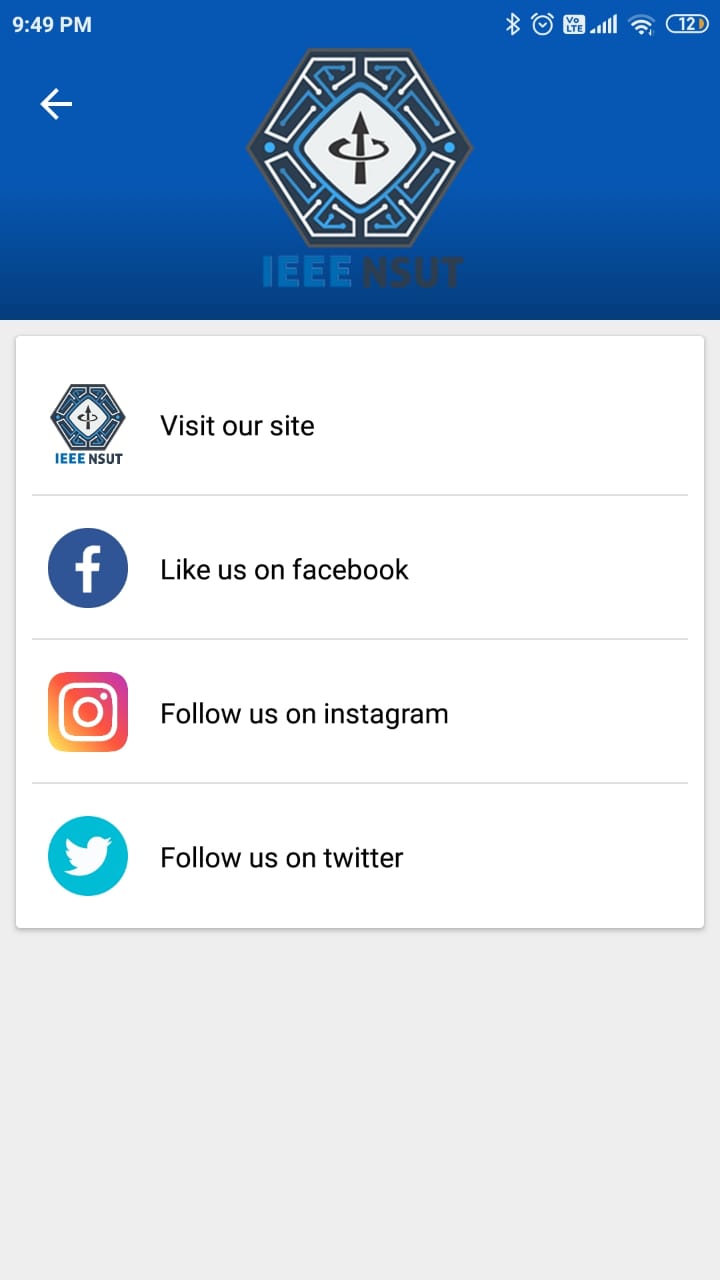 9:49 PM
Vo
LTE
12
IEEE NSUT
Visit our site
IEEE NSUT
Like us on facebook
Follow us on instagram
Follow us on twitter